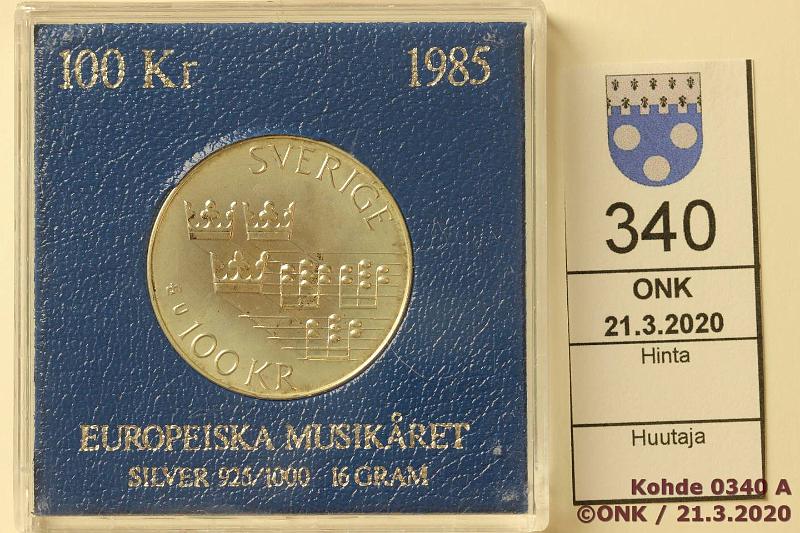 100 Kr 1985
SVERIGE
U 100 KR
EUROPEISKA MUSIKÅRET
SILVER 925/1000 16 GRAM
340
ONK
21.3.2020
Hinta
Huutaja
Kohde 0340 A
©ONK / 21.3.2020